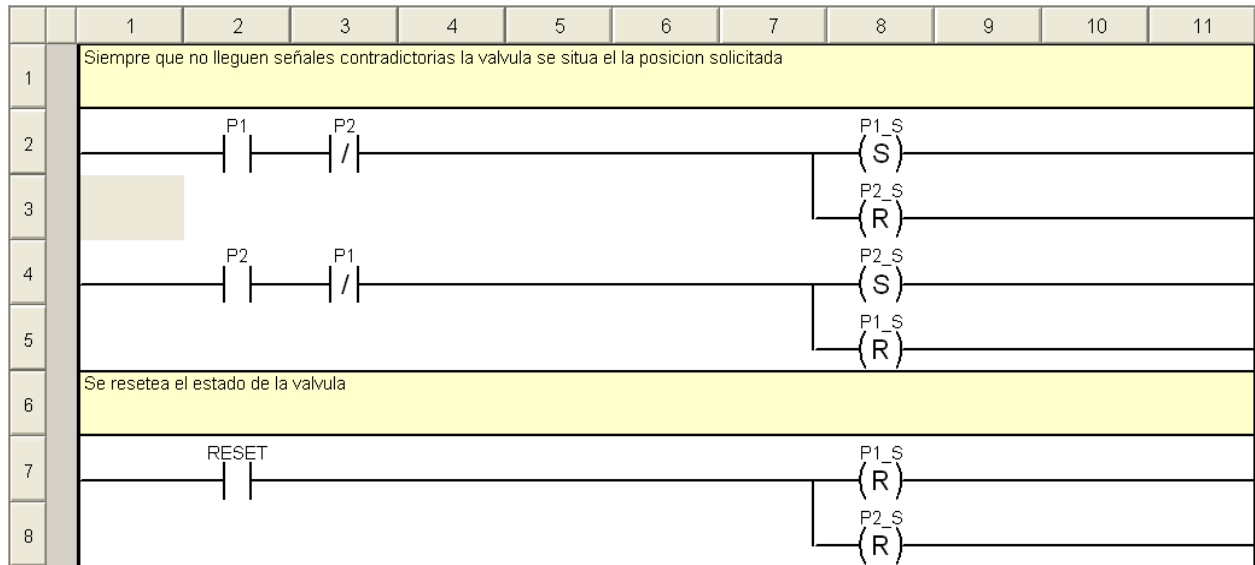 1 2 3 4 5 6 7 8 9 10 11
1 Siempre que no lleguen señales contradictorias la valvula se situa el la posicion solicitada
P1 P2 P1_S
2 / S
P2_S
3 R
P2 P1 P2_S
4 / S
P1_S
5 R
6 Se resetea el estado de la valvula
RESET P1_S
7 R
P2_S
8 R